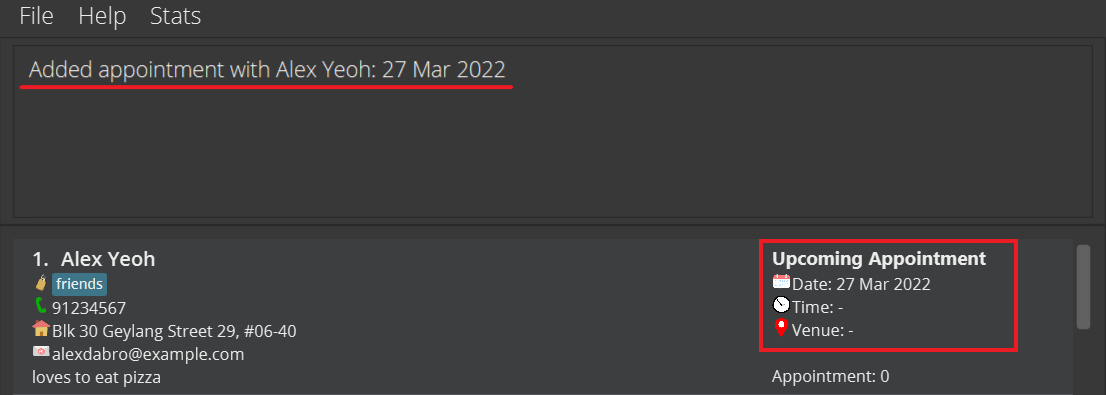 File Help Stats
Added appointment with Alex Yeoh: 27 Mar 2022
1. Alex Yeoh
friends
91234567
Blk 30 Geylang Street 29, #06-40
alexdabro@example.com
loves to eat pizza
Upcoming Appointment
Date: 27 Mar 2022
Time: -
Venue: -
Appointment: 0